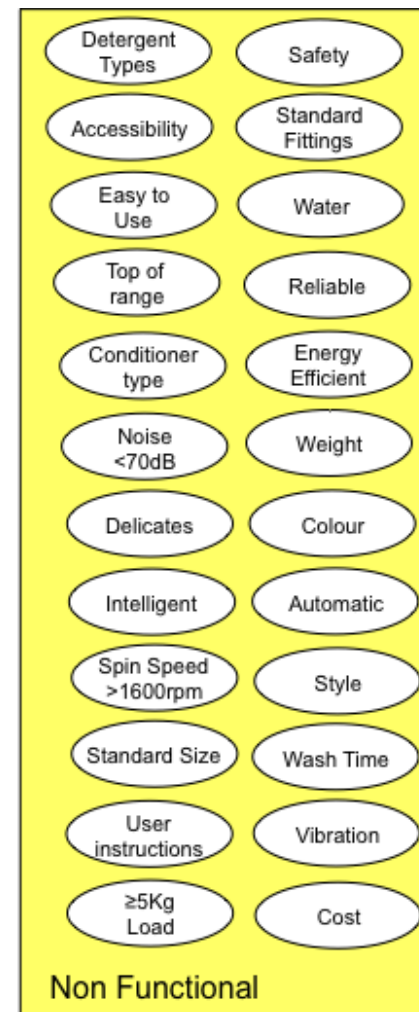 Detergent
Types
Safety
Accessibility
Standard
Fittings
Easy to
Use
Water
Top of
range
Reliable
Conditioner
type
Energy
Efficient
Noise
<70dB
Weight
Delicates
Colour
Intelligent
Automatic
Spin Speed
>1600rpm
Style
Standard Size
Wash Time
User
instructions
Vibration
≥5Kg
Load
Cost
Non Functional